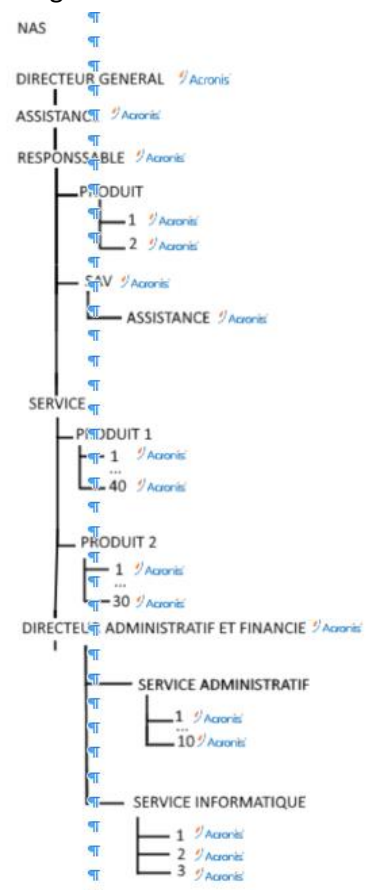 NAS
DIRECTEUR GENERAL Acronis
ASSISTANCE Acronis
RESPONSSABLE Acronis
PRODUIT
1 Acronis
2 Acronis
SAV Acronis
ASSISTANCE Acronis
SERVICE
PRODUIT 1
1 Acronis
...
40 Acronis
PRODUIT 2
1 Acronis
...
30 Acronis
DIRECTEUR ADMINISTRATIF ET FINANCIE Acronis
SERVICE ADMINISTRATIF
1 Acronis
...
10 Acronis
SERVICE INFORMATIQUE
1 Acronis
2 Acronis
3 Acronis